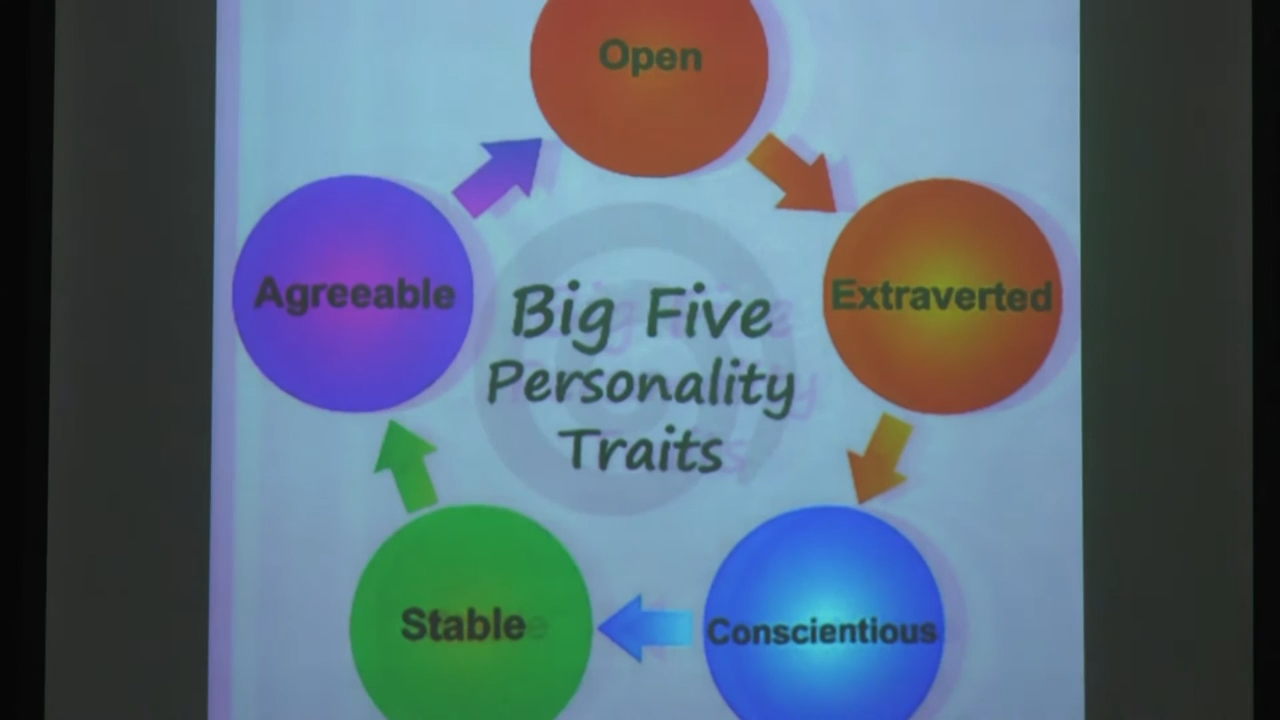 Open
Agreeable
Extraverted
Big Five
Personality
Traits
Stable
Conscientious